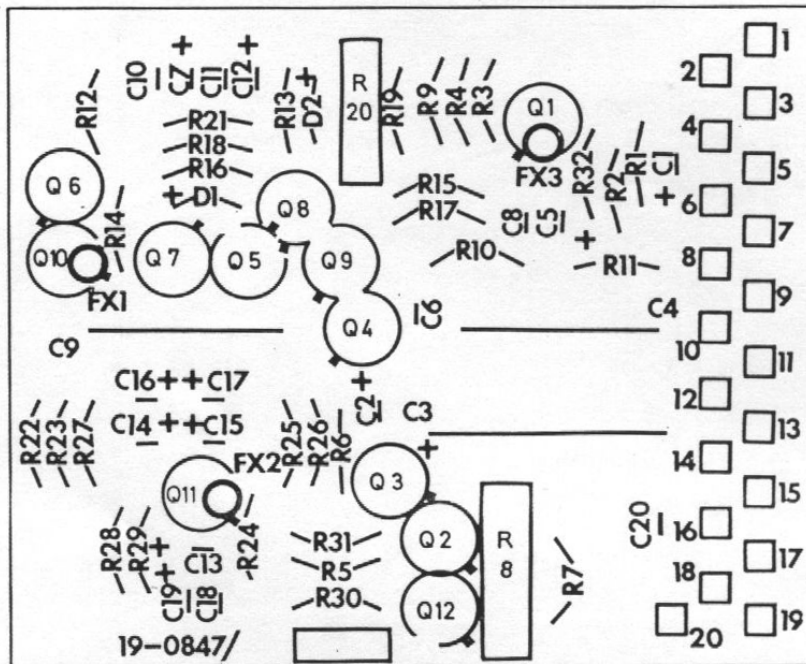 1
2
3
4
5
6
7
8
9
10
11
12
13
14
15
16
17
18
19
20
C10
C7
C11
C12
R12
R13
D2
R
20
R19
R9
R4
R3
Q1
FX3
R32
R2
R1
C1
R21
R18
R16
D1
Q6
R14
Q10
FX1
Q7
Q5
Q8
Q9
Q4
R15
R17
C8
C5
R10
R11
C6
C4
C9
C16
C17
C14
C15
C2
C3
R22
R23
R27
R25
R26
R6
FX2
Q11
Q3
R28
R29
R24
C13
C19
C18
R31
R5
R30
Q2
Q12
R
8
R7
C20
19-0847/